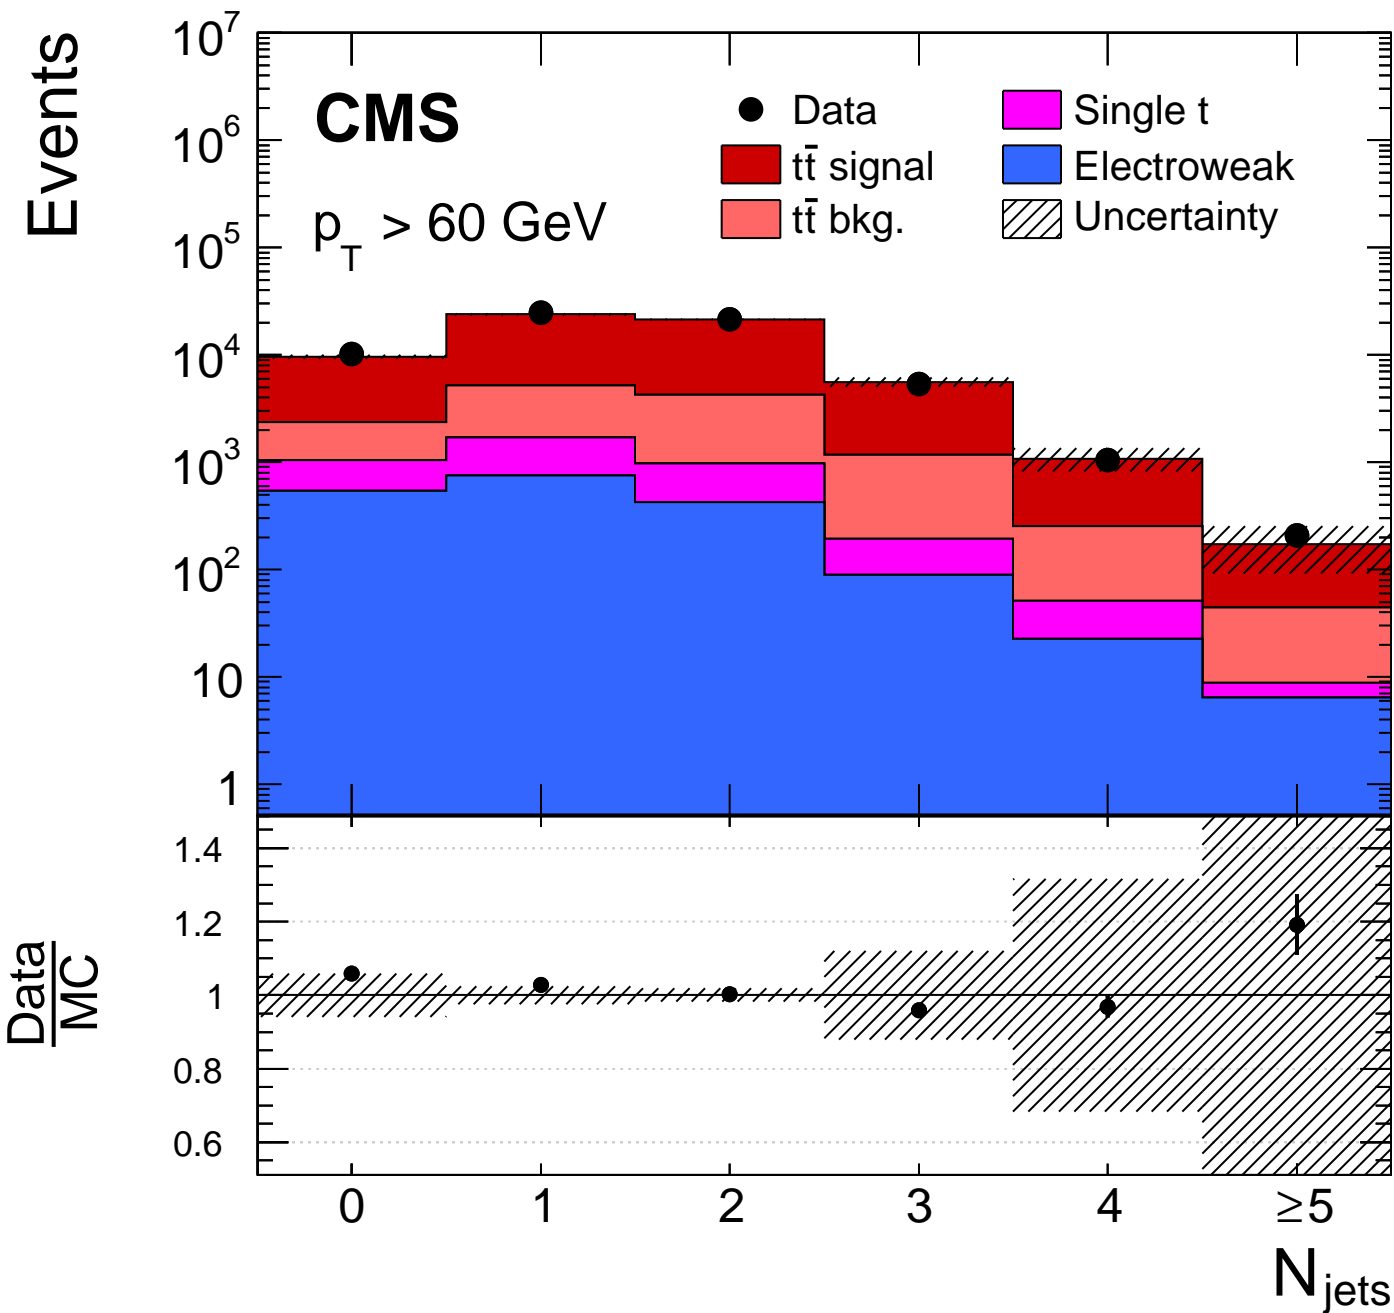 Events
10^7
10^6
10^5
10^4
10^3
10^2
10
1
CMS
p_T > 60 GeV
Data
tt̄ signal
tt̄ bkg.
Single t
Electroweak
Uncertainty
Data
MC
1.4
1.2
1
0.8
0.6
0 1 2 3 4 ≥5
N_jets